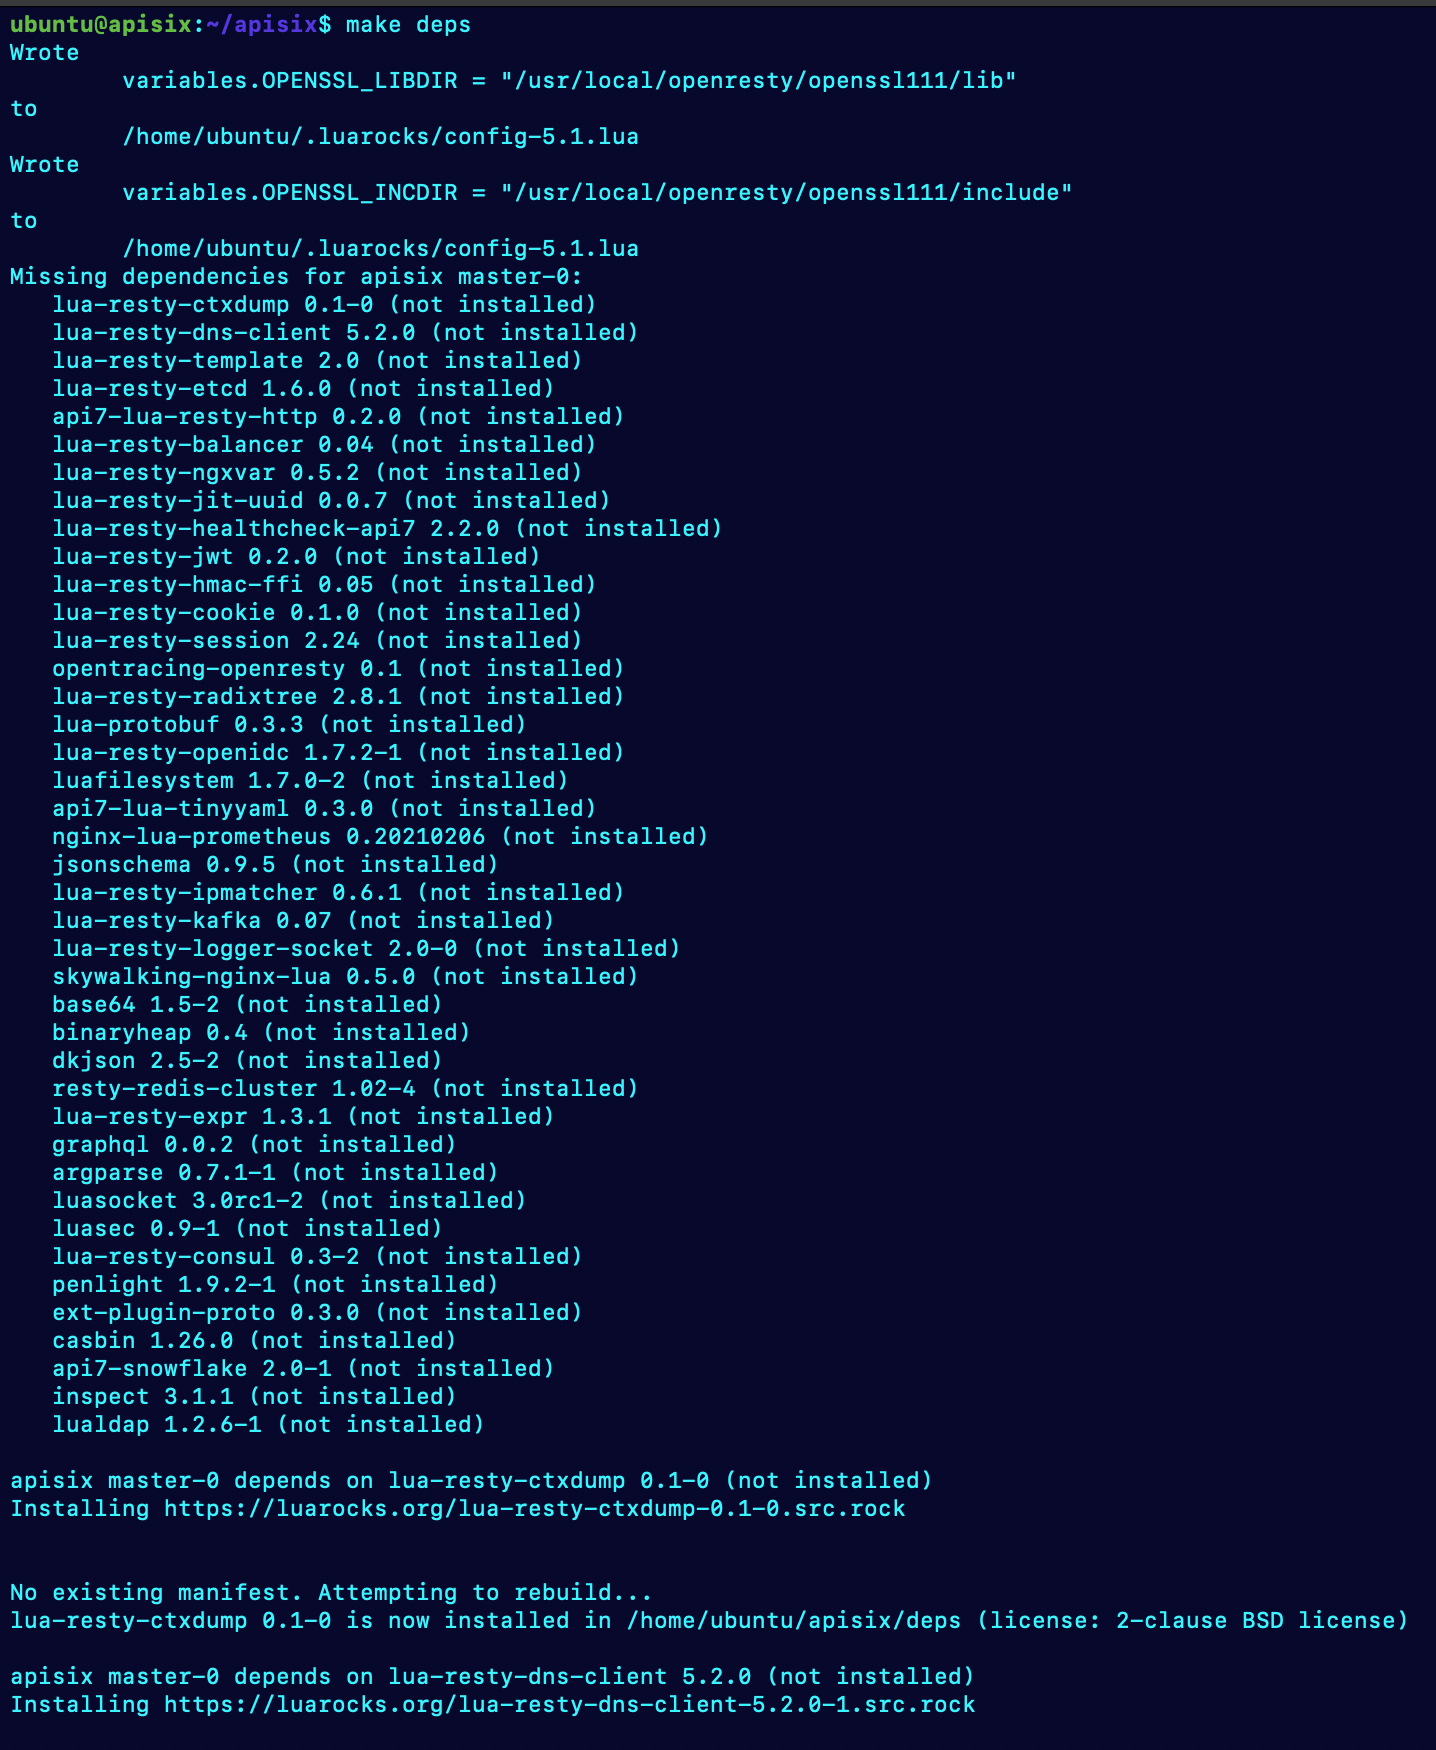 ubuntu@apisix:~/apisix$ make deps
Wrote
variables.OPENSSL_LIBDIR = "/usr/local/openresty/openssl111/lib"
to
/home/ubuntu/.luarocks/config-5.1.lua
Wrote
variables.OPENSSL_INCDIR = "/usr/local/openresty/openssl111/include"
to
/home/ubuntu/.luarocks/config-5.1.lua
Missing dependencies for apisix master-0:
lua-resty-ctxdump 0.1-0 (not installed)
lua-resty-dns-client 5.2.0 (not installed)
lua-resty-template 2.0 (not installed)
lua-resty-etcd 1.6.0 (not installed)
api7-lua-resty-http 0.2.0 (not installed)
lua-resty-balancer 0.04 (not installed)
lua-resty-ngxvar 0.5.2 (not installed)
lua-resty-jit-uuid 0.0.7 (not installed)
lua-resty-healthcheck-api7 2.2.0 (not installed)
lua-resty-jwt 0.2.0 (not installed)
lua-resty-hmac-ffi 0.05 (not installed)
lua-resty-cookie 0.1.0 (not installed)
lua-resty-session 2.24 (not installed)
opentracing-openresty 0.1 (not installed)
lua-resty-radixtree 2.8.1 (not installed)
lua-protobuf 0.3.3 (not installed)
lua-resty-openidc 1.7.2-1 (not installed)
luafilesystem 1.7.0-2 (not installed)
api7-lua-tinyyaml 0.3.0 (not installed)
nginx-lua-prometheus 0.20210206 (not installed)
jsonschema 0.9.5 (not installed)
lua-resty-ipmatcher 0.6.1 (not installed)
lua-resty-kafka 0.07 (not installed)
lua-resty-logger-socket 2.0-0 (not installed)
skywalking-nginx-lua 0.5.0 (not installed)
base64 1.5-2 (not installed)
binaryheap 0.4 (not installed)
dkjson 2.5-2 (not installed)
resty-redis-cluster 1.02-4 (not installed)
lua-resty-expr 1.3.1 (not installed)
graphql 0.0.2 (not installed)
argparse 0.7.1-1 (not installed)
luasocket 3.0rc1-2 (not installed)
luasec 0.9-1 (not installed)
lua-resty-consul 0.3-2 (not installed)
penlight 1.9.2-1 (not installed)
ext-plugin-proto 0.3.0 (not installed)
casbin 1.26.0 (not installed)
api7-snowflake 2.0-1 (not installed)
inspect 3.1.1 (not installed)
lualdap 1.2.6-1 (not installed)
apisix master-0 depends on lua-resty-ctxdump 0.1-0 (not installed)
Installing https://luarocks.org/lua-resty-ctxdump-0.1-0.src.rock
No existing manifest. Attempting to rebuild...
lua-resty-ctxdump 0.1-0 is now installed in /home/ubuntu/apisix/deps (license: 2-clause BSD license)
apisix master-0 depends on lua-resty-dns-client 5.2.0 (not installed)
Installing https://luarocks.org/lua-resty-dns-client-5.2.0-1.src.rock